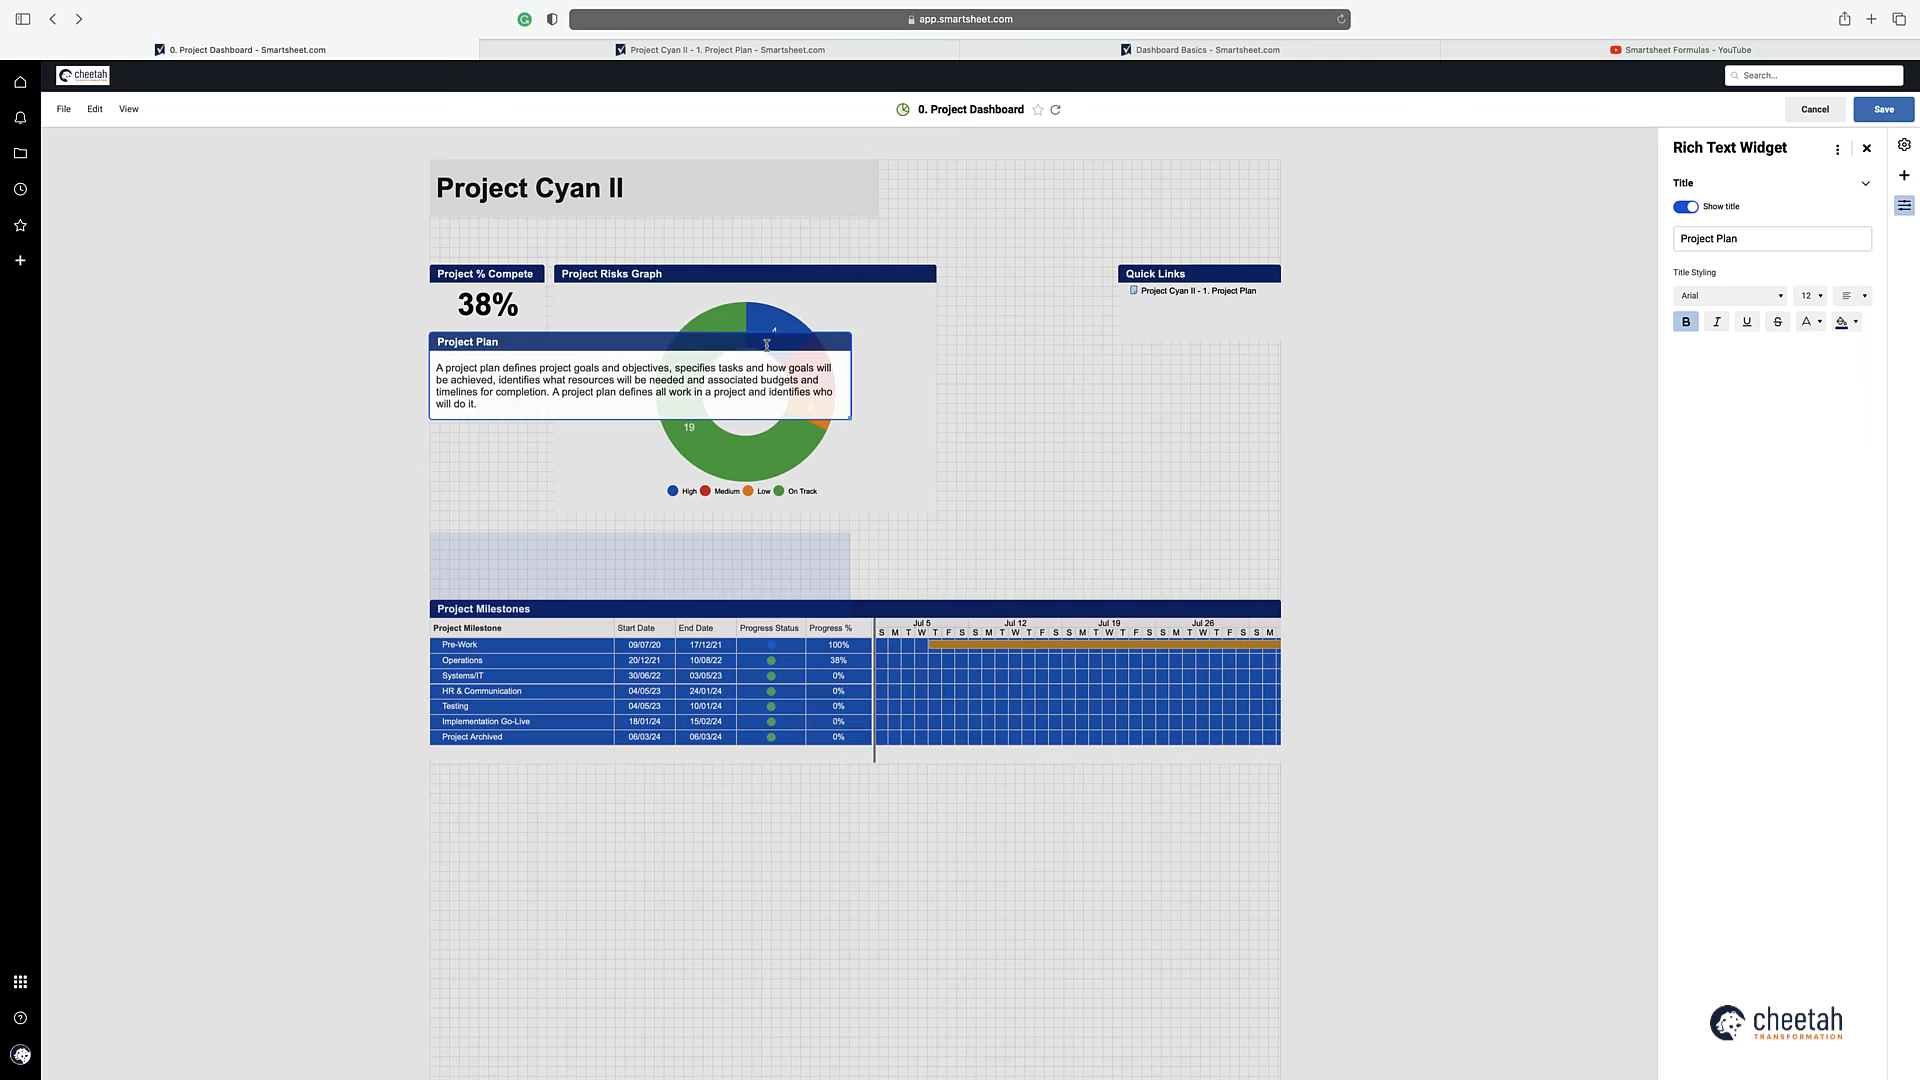 app.smartsheet.com
0. Project Dashboard - Smartsheet.com
Project Cyan II - 1. Project Plan - Smartsheet.com
Dashboard Basics - Smartsheet.com
Smartsheet Formulas - YouTube
cheetah
TRANSFORMATION
Search...
File Edit View
0. Project Dashboard
Cancel Save
Project Cyan II
Project % Compete
38%
Project Risks Graph
Quick Links
Project Cyan II - 1. Project Plan
4
Project Plan
A project plan defines project goals and objectives, specifies tasks and how goals will
be achieved, identifies what resources will be needed and associated budgets and
timelines for completion. A project plan defines all work in a project and identifies who
will do it.
19
High Medium Low On Track
Project Milestones
Project Milestone Start Date End Date Progress Status Progress % Jul 5 Jul 12 Jul 19 Jul 26
S M T W T F S S M T W T F S S M T W T F S S M T W T F S S M
Pre-Work 09/07/20 17/12/21 100%
Operations 20/12/21 10/08/22 38%
Systems/IT 30/06/22 03/05/23 0%
HR & Communication 04/05/23 24/01/24 0%
Testing 04/05/23 10/01/24 0%
Implementation Go-Live 18/01/24 15/02/24 0%
Project Archived 06/03/24 06/03/24 0%
Rich Text Widget
Title
Show title
Project Plan
Title Styling
Arial 12
B I U S A
cheetah
TRANSFORMATION